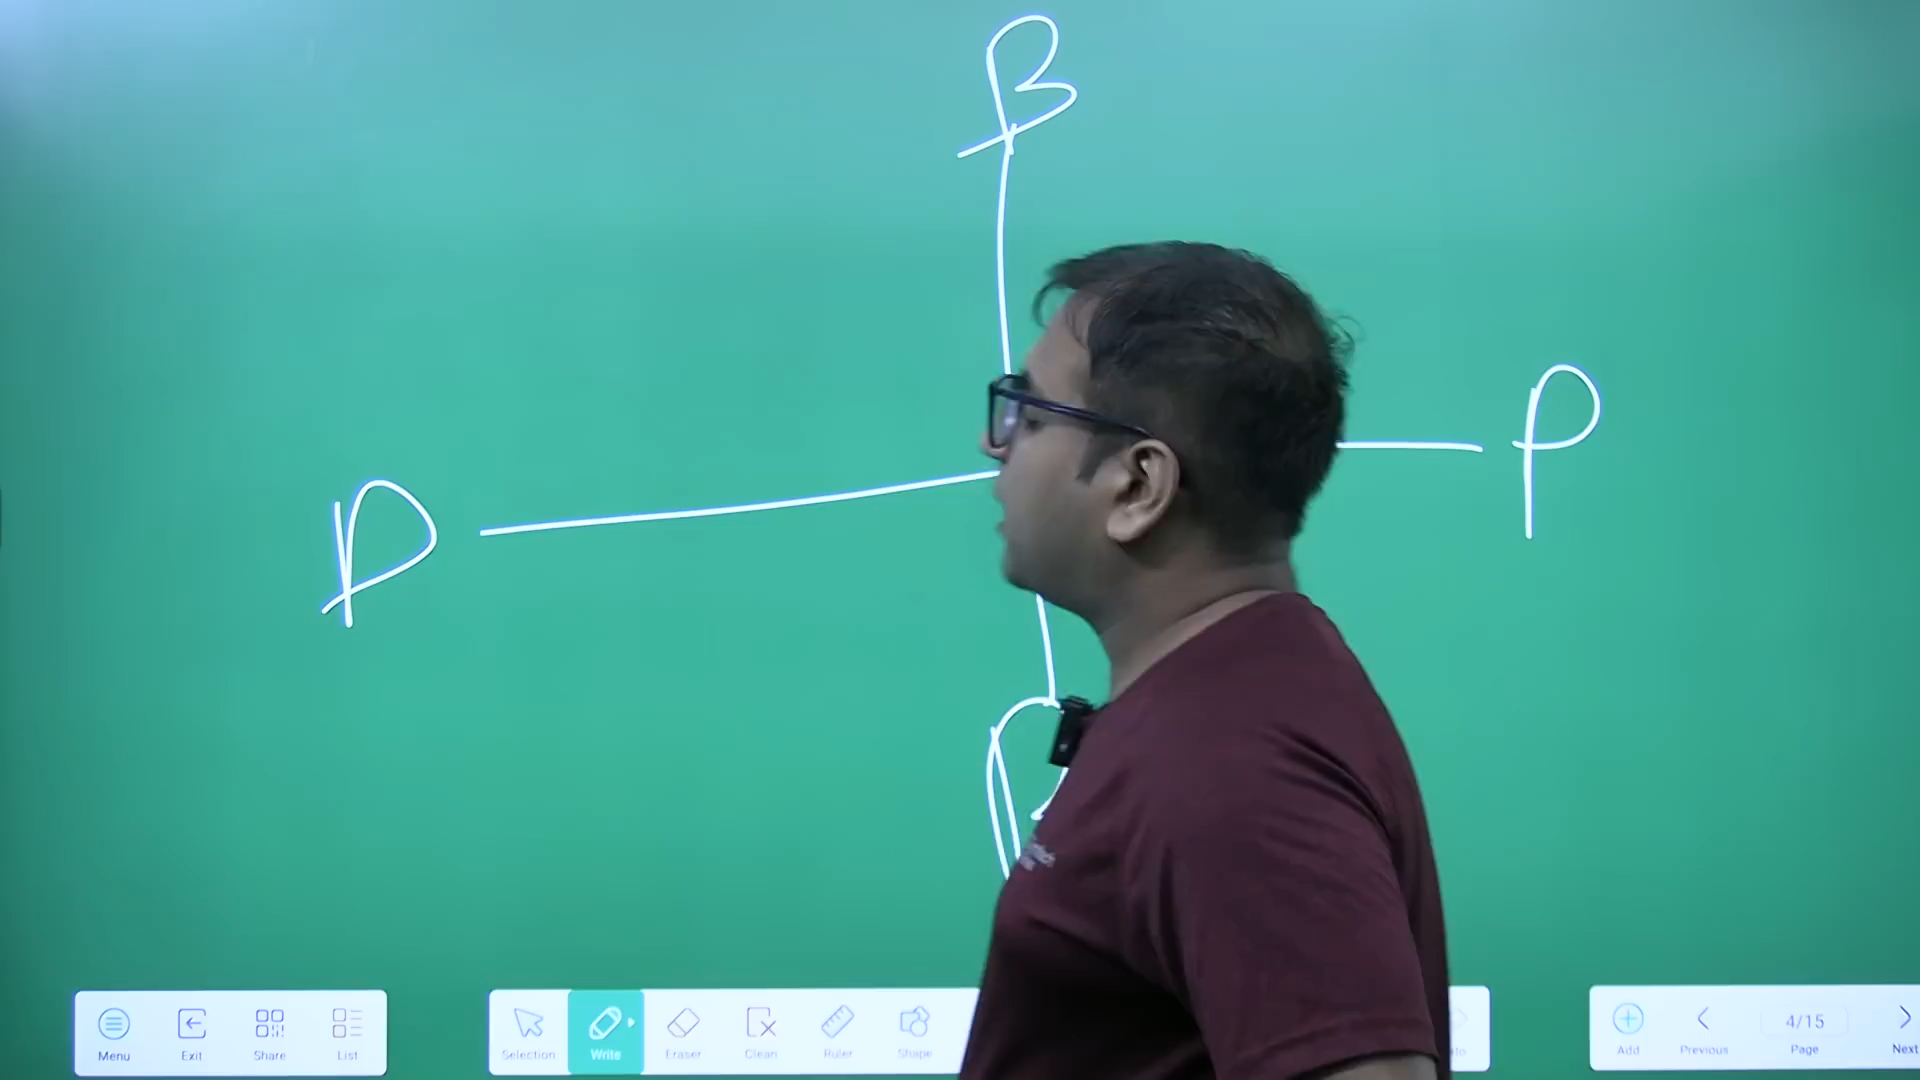 B
P
D
Menu
Exit
Share
List
Selection
Write
Eraser
Clean
Ruler
Shape
Add
Previous
4/15
Page
Next